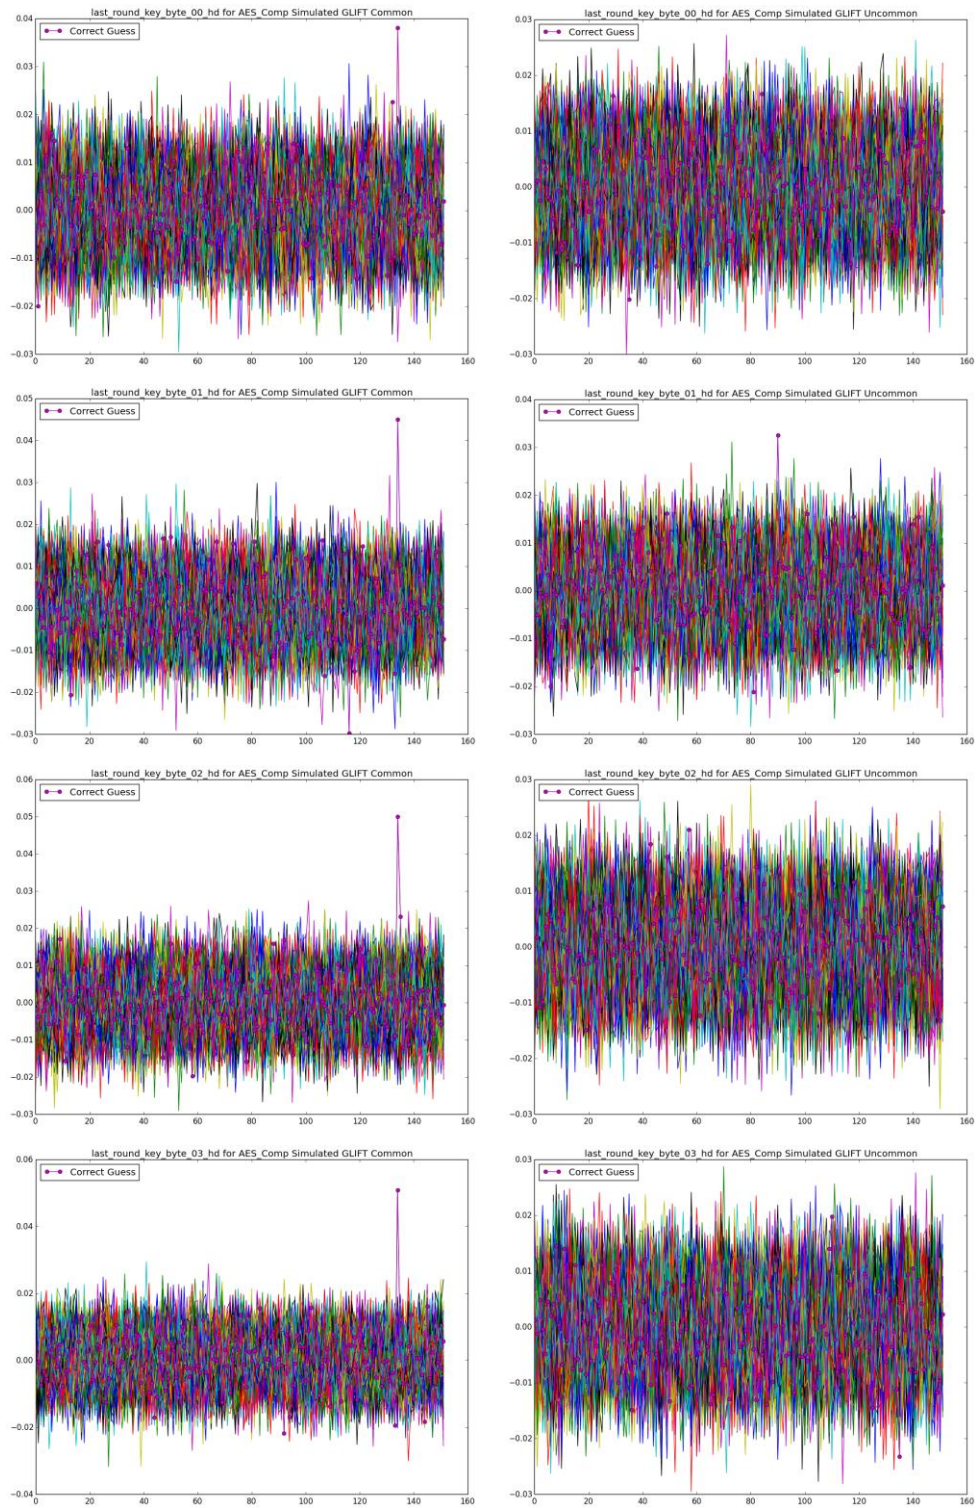 last_round_key_byte_00_hd for AES_Comp Simulated GLIFT Common
Correct Guess
0.04
0.03
0.02
0.01
0.00
−0.01
−0.02
−0.03
0 20 40 60 80 100 120 140 160
last_round_key_byte_00_hd for AES_Comp Simulated GLIFT Uncommon
Correct Guess
0.03
0.02
0.01
0.00
−0.01
−0.02
−0.03
0 20 40 60 80 100 120 140 160
last_round_key_byte_01_hd for AES_Comp Simulated GLIFT Common
Correct Guess
0.05
0.04
0.03
0.02
0.01
0.00
−0.01
−0.02
−0.03
0 20 40 60 80 100 120 140 160
last_round_key_byte_01_hd for AES_Comp Simulated GLIFT Uncommon
Correct Guess
0.04
0.03
0.02
0.01
0.00
−0.01
−0.02
−0.03
0 20 40 60 80 100 120 140 160
last_round_key_byte_02_hd for AES_Comp Simulated GLIFT Common
Correct Guess
0.06
0.05
0.04
0.03
0.02
0.01
0.00
−0.01
−0.02
−0.03
0 20 40 60 80 100 120 140 160
last_round_key_byte_02_hd for AES_Comp Simulated GLIFT Uncommon
Correct Guess
0.03
0.02
0.01
0.00
−0.01
−0.02
−0.03
0 20 40 60 80 100 120 140 160
last_round_key_byte_03_hd for AES_Comp Simulated GLIFT Common
Correct Guess
0.06
0.04
0.02
0.00
−0.02
−0.04
0 20 40 60 80 100 120 140 160
last_round_key_byte_03_hd for AES_Comp Simulated GLIFT Uncommon
Correct Guess
0.03
0.02
0.01
0.00
−0.01
−0.02
−0.03
0 20 40 60 80 100 120 140 160